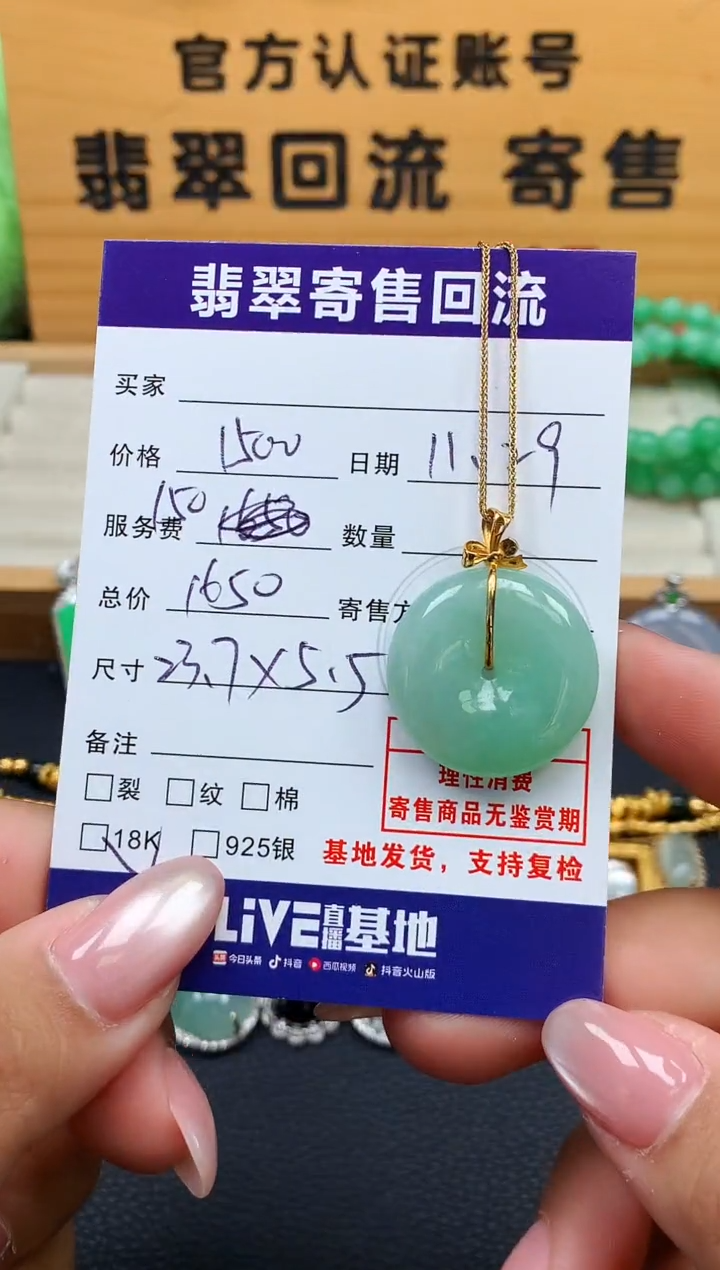 官方认证账号
翡翠回流 寄售
翡翠寄售回流
买家
价格 1500 日期 11.29
服务费 150 数量
总价 1650 寄售方
尺寸 23.7×5.5
备注
裂 纹 棉
18K 925银
理性消费
寄售商品无鉴赏期
基地发货，支持复检
LiVE直播基地
今日头条 抖音 西瓜视频 抖音火山版